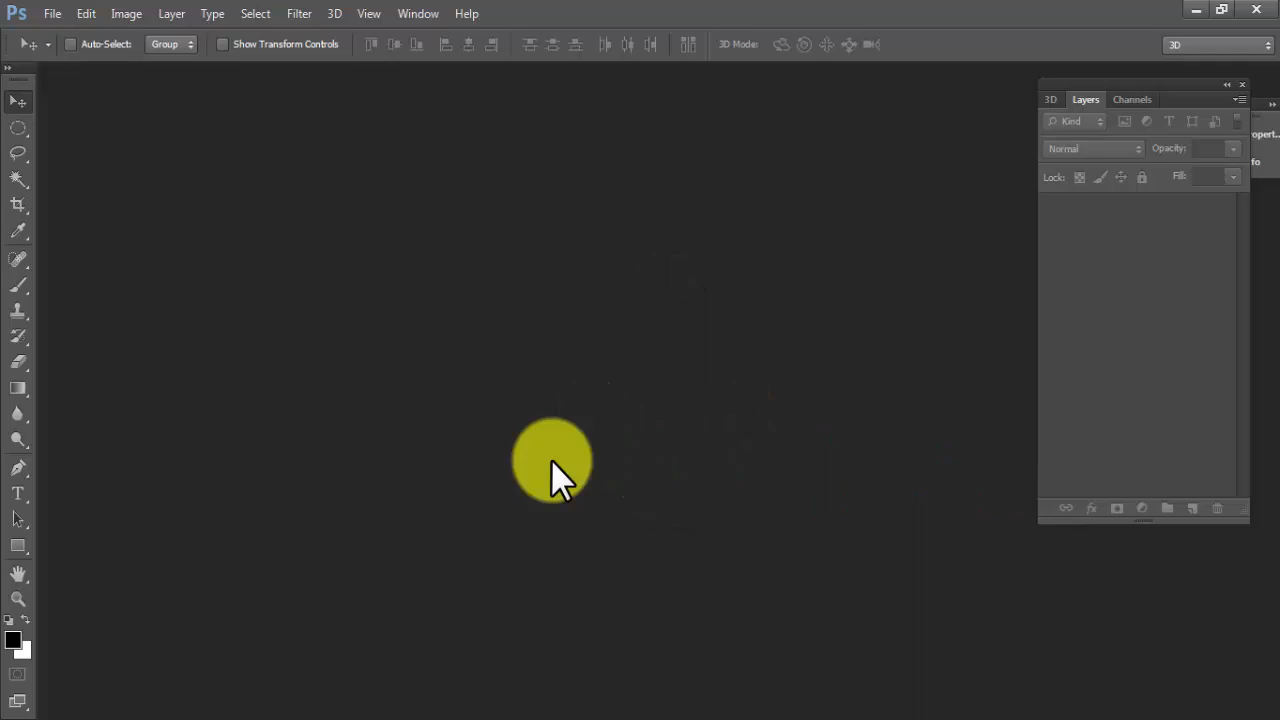 Ps File Edit Image Layer Type Select Filter 3D View Window Help
Auto-Select: Group Show Transform Controls 3D Mode: 3D
3D Layers Channels
Kind
Normal Opacity:
Lock: Fill:
T